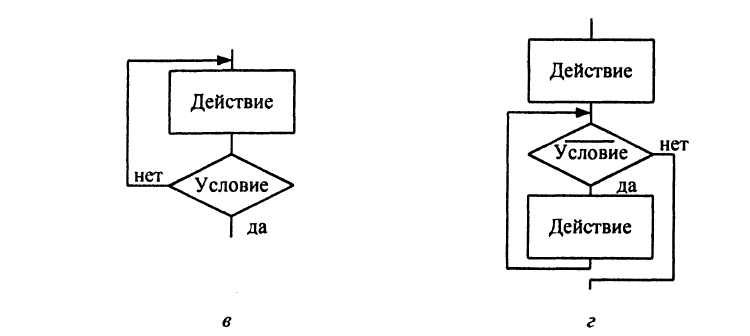 Действие
нет
Условие
да
в
Действие
Условие
нет
да
Действие
г